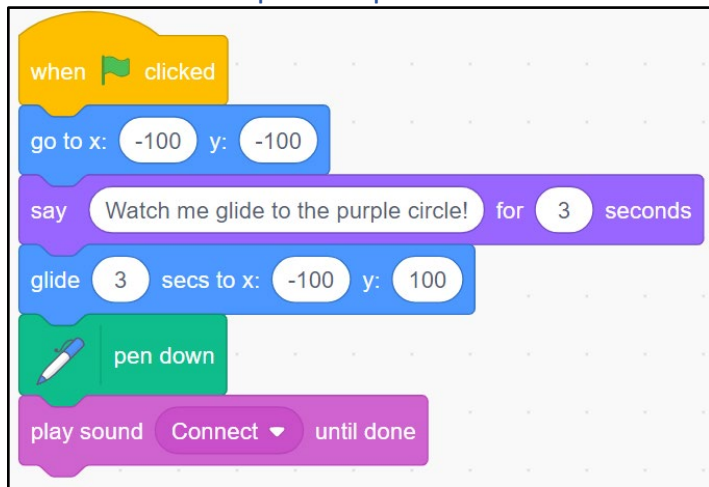 when clicked
go to x: -100 y: -100
say Watch me glide to the purple circle! for 3 seconds
glide 3 secs to x: -100 y: 100
pen down
play sound Connect until done